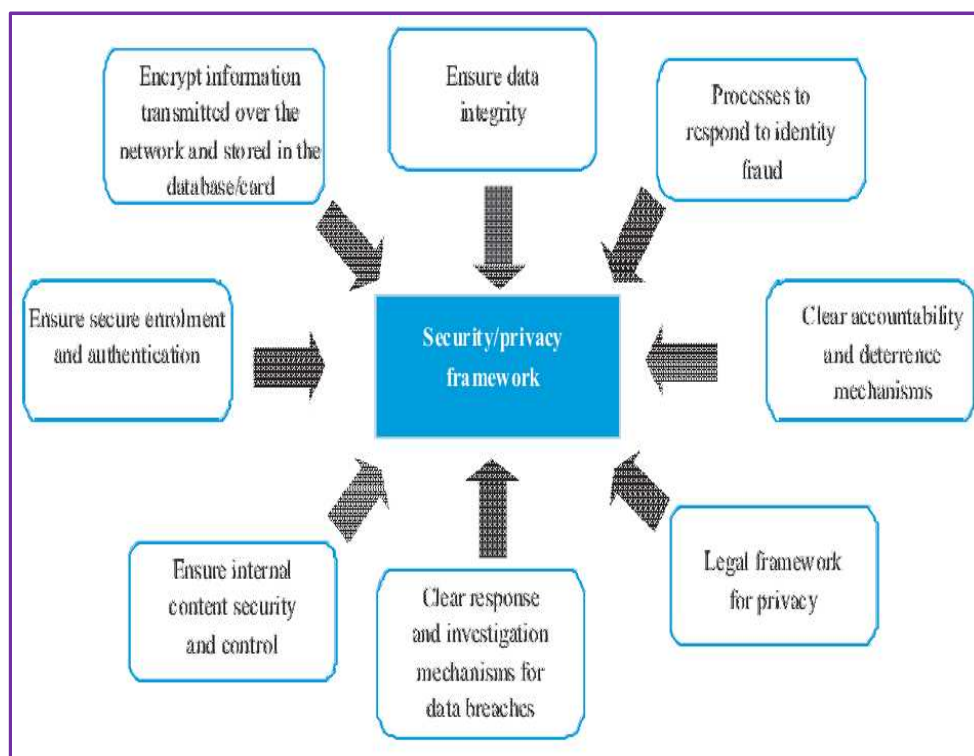 Encrypt information
transmitted over the
network and stored in the
database/card
Ensure data
integrity
Processes to
respond to identity
fraud
Ensure secure enrolment
and authentication
Security/privacy
framework
Clear accountability
and deterrence
mechanisms
Ensure internal
content security
and control
Clear response
and investigation
mechanisms for
data breaches
Legal framework
for privacy